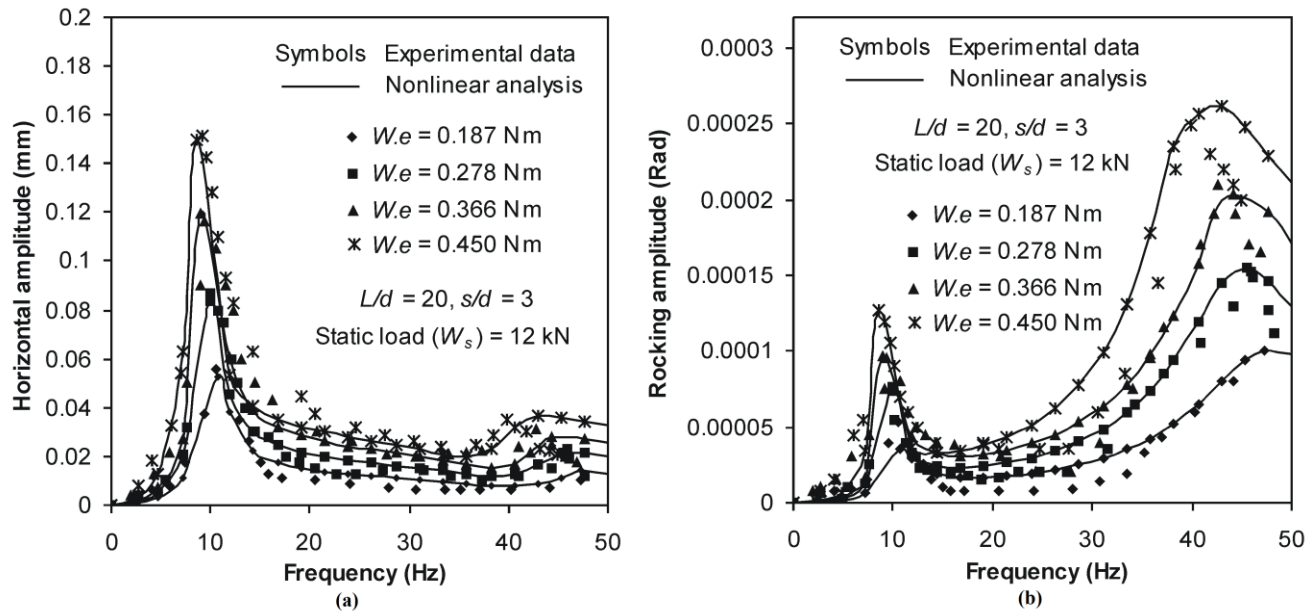 0.2
0.18
0.16
0.14
0.12
0.1
0.08
0.06
0.04
0.02
0
Horizontal amplitude (mm)
Symbols Experimental data
Nonlinear analysis
W.e = 0.187 Nm
W.e = 0.278 Nm
W.e = 0.366 Nm
W.e = 0.450 Nm
L/d = 20, s/d = 3
Static load (Ws) = 12 kN
0 10 20 30 40 50
Frequency (Hz)
(a)
0.0003
0.00025
0.0002
0.00015
0.0001
0.00005
0
Rocking amplitude (Rad)
Symbols Experimental data
Nonlinear analysis
L/d = 20, s/d = 3
Static load (Ws) = 12 kN
W.e = 0.187 Nm
W.e = 0.278 Nm
W.e = 0.366 Nm
W.e = 0.450 Nm
0 10 20 30 40 50
Frequency (Hz)
(b)